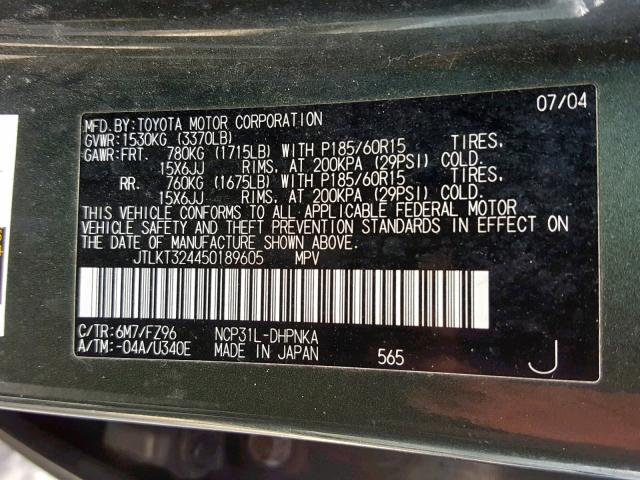 07/04
MFD.BY:TOYOTA MOTOR CORPORATION
GVWR:1530KG (3370LB)
GAWR:FRT. 780KG (1715LB) WITH P185/60R15 TIRES,
15X6JJ RIMS, AT 200KPA (29PSI) COLD.
RR. 760KG (1675LB) WITH P185/60R15 TIRES,
15X6JJ RIMS, AT 200KPA (29PSI) COLD.
THIS VEHICLE CONFORMS TO ALL APPLICABLE FEDERAL MOTOR
VEHICLE SAFETY AND THEFT PREVENTION STANDARDS IN EFFECT ON
THE DATE OF MANUFACTURE SHOWN ABOVE.
JTLKT324450189605 MPV
C/TR:6M7/FZ96 NCP31L-DHPNKA
A/TM:-04A/U340E MADE IN JAPAN 565 J